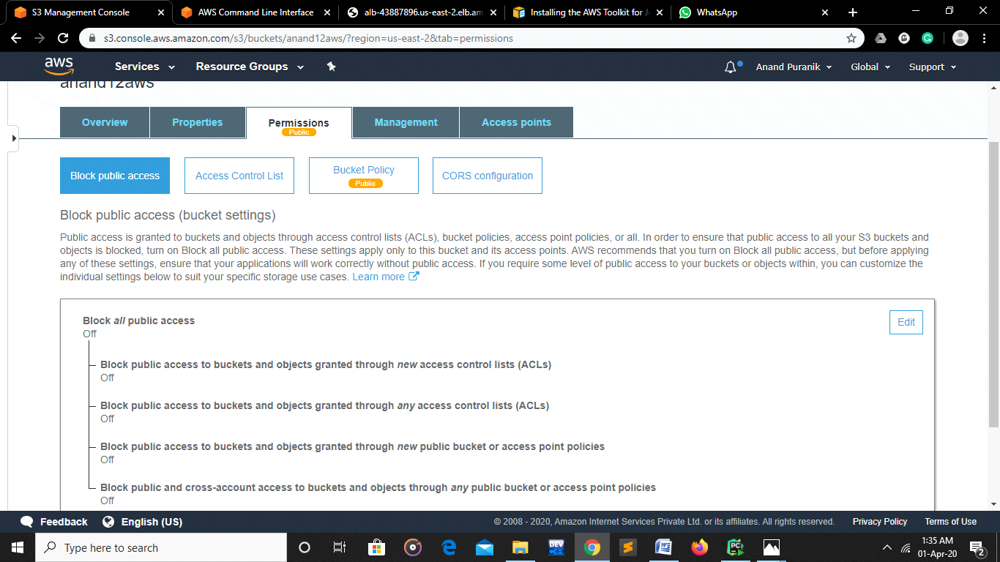 S3 Management Console
AWS Command Line Interface
alb-43887896.us-east-2.elb.am
Installing the AWS Toolkit for J
WhatsApp
s3.console.aws.amazon.com/s3/buckets/anand12aws/?region=us-east-2&tab=permissions
aws
Services
Resource Groups
Anand Puranik
Global
Support
anand12aws
Overview
Properties
Permissions
Public
Management
Access points
Block public access
Access Control List
Bucket Policy
Public
CORS configuration
Block public access (bucket settings)
Public access is granted to buckets and objects through access control lists (ACLs), bucket policies, access point policies, or all. In order to ensure that public access to all your S3 buckets and
objects is blocked, turn on Block all public access. These settings apply only to this bucket and its access points. AWS recommends that you turn on Block all public access, but before applying
any of these settings, ensure that your applications will work correctly without public access. If you require some level of public access to your buckets or objects within, you can customize the
individual settings below to suit your specific storage use cases. Learn more
Block all public access
Off
Edit
Block public access to buckets and objects granted through new access control lists (ACLs)
Off
Block public access to buckets and objects granted through any access control lists (ACLs)
Off
Block public access to buckets and objects granted through new public bucket or access point policies
Off
Block public and cross-account access to buckets and objects through any public bucket or access point policies
Off
Feedback
English (US)
© 2008 - 2020, Amazon Internet Services Private Ltd. or its affiliates. All rights reserved.
Privacy Policy
Terms of Use
Type here to search
DEV
PC
1:35 AM
01-Apr-20
2